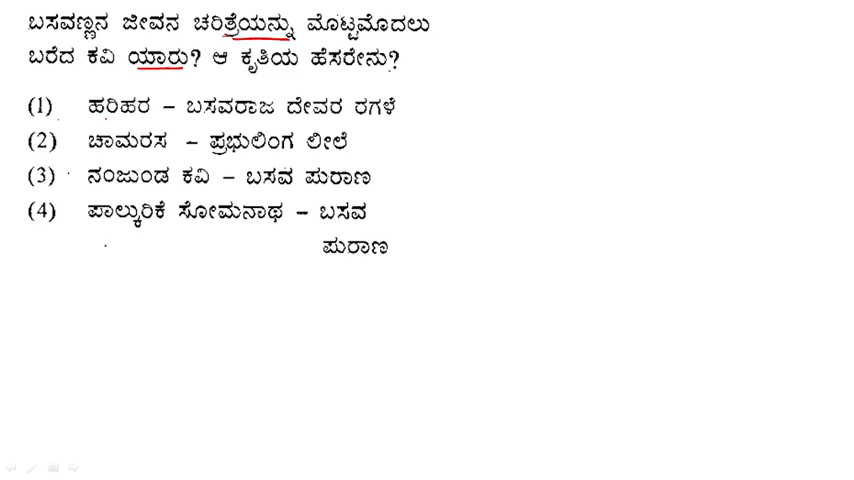 ಬಸವಣ್ಣನ ಜೀವನ ಚರಿತ್ರೆಯನ್ನು ಮೊಟ್ಟಮೊದಲು
ಬರೆದ ಕವಿ ಯಾರು? ಆ ಕೃತಿಯ ಹೆಸರೇನು?
(1) ಹರಿಹರ – ಬಸವರಾಜ ದೇವರ ರಗಳೆ
(2) ಚಾಮರಸ – ಪ್ರಭುಲಿಂಗ ಲೀಲೆ
(3) ನಂಜುಂಡ ಕವಿ – ಬಸವ ಪುರಾಣ
(4) ಪಾಲ್ಕುರಿಕೆ ಸೋಮನಾಥ – ಬಸವ
ಪುರಾಣ